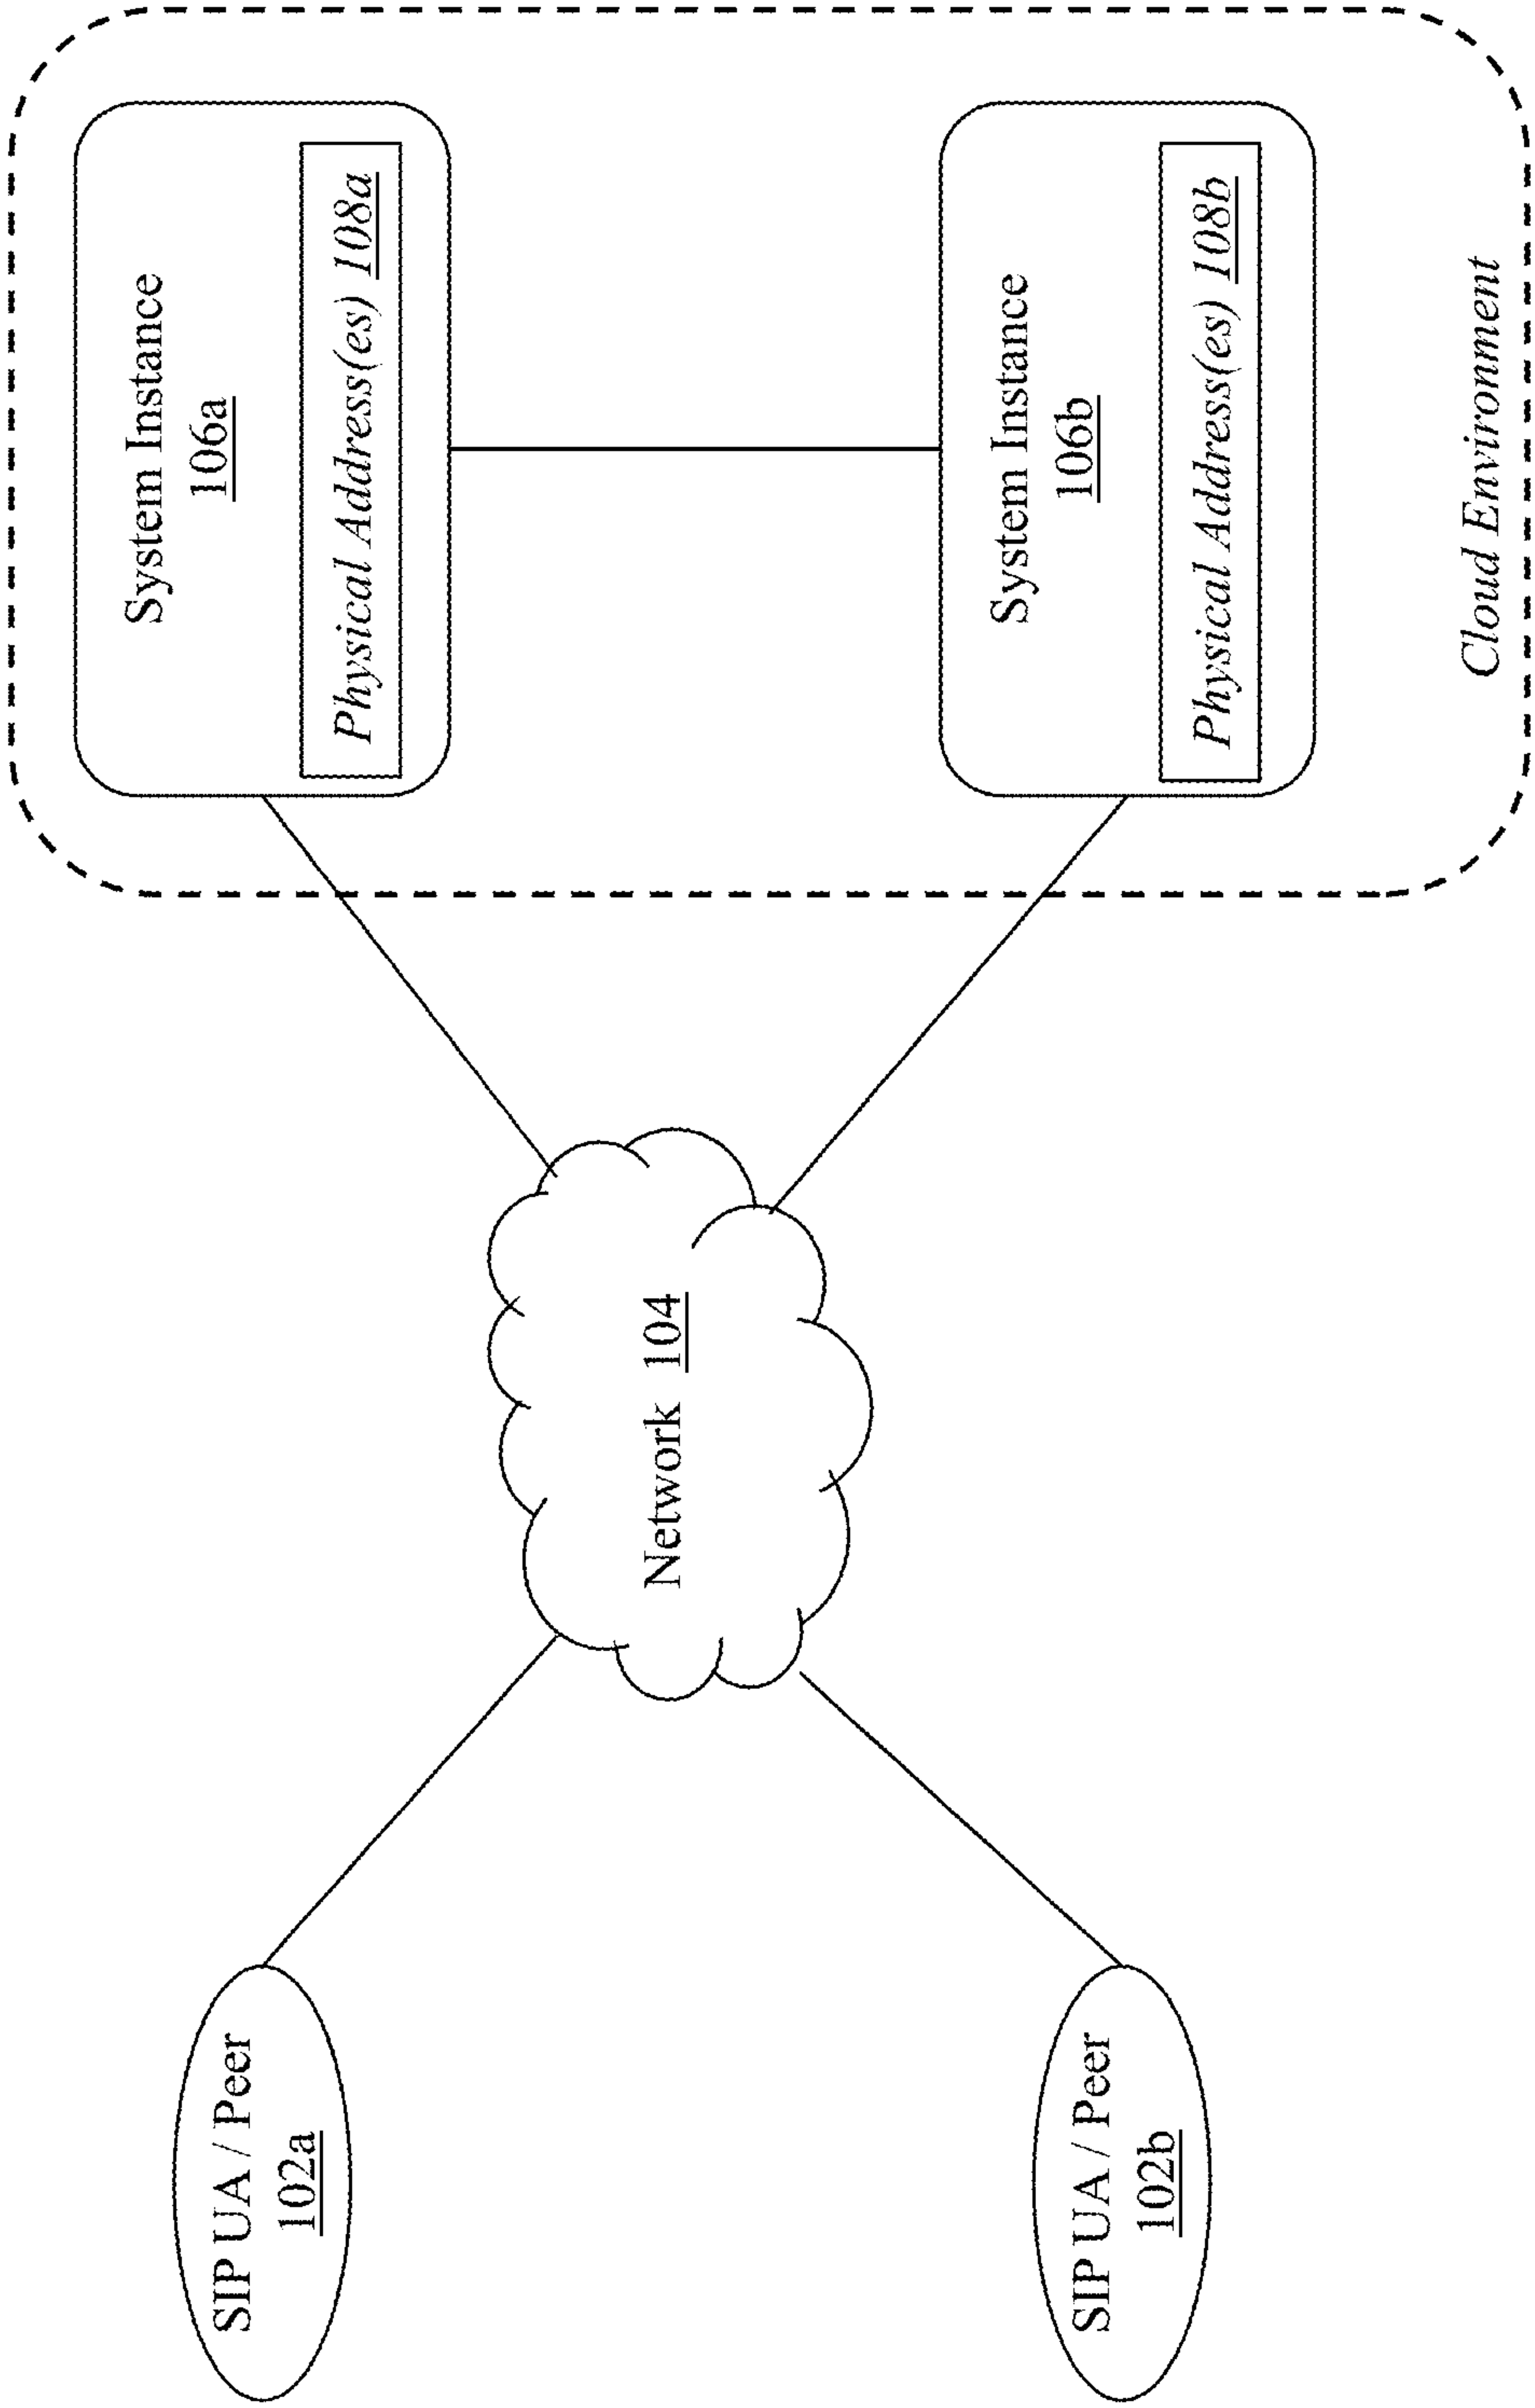 SIP UA / Peer
102a
SIP UA / Peer
102b
Network 104
System Instance
106a
Physical Address(es) 108a
System Instance
106b
Physical Address(es) 108b
Cloud Environment